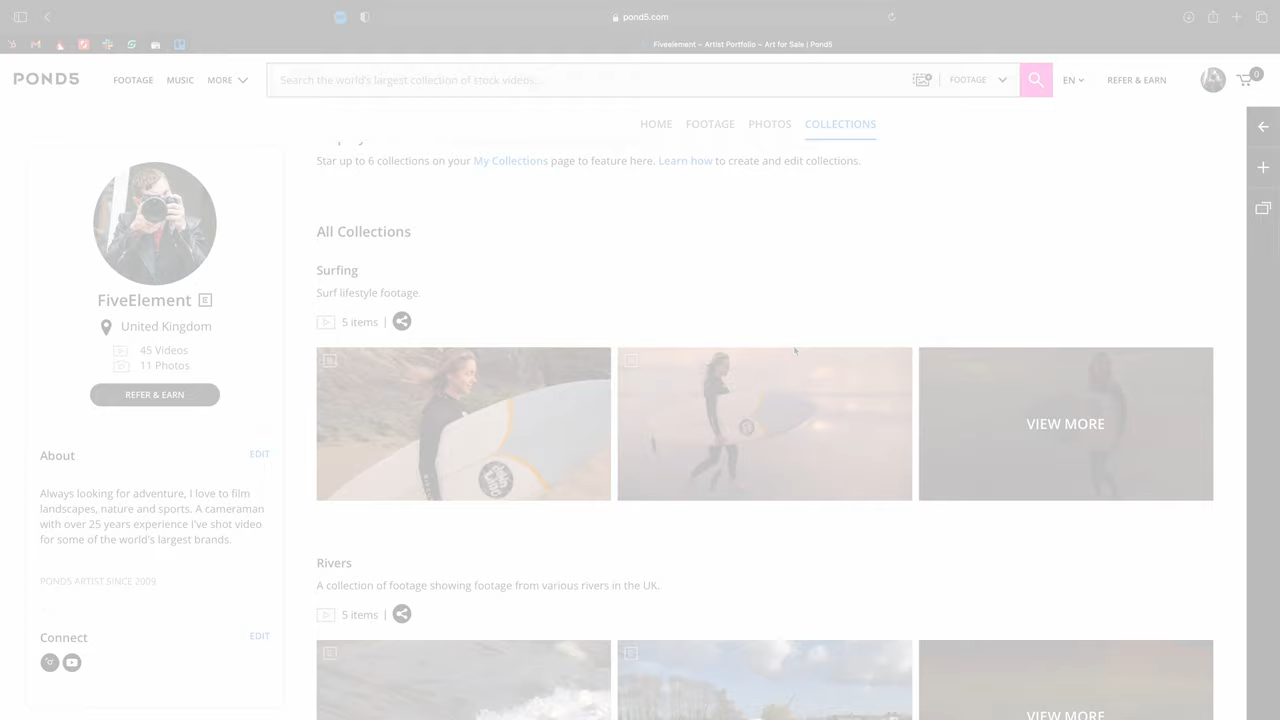 pond5.com
Fiveelement – Artist Portfolio – Art for Sale | Pond5
POND5
FOOTAGE
MUSIC
MORE
Search the world's largest collection of stock videos...
FOOTAGE
EN
REFER & EARN
0
HOME
FOOTAGE
PHOTOS
COLLECTIONS
Star up to 6 collections on your My Collections page to feature here. Learn how to create and edit collections.
FiveElement E
United Kingdom
45 Videos
11 Photos
REFER & EARN
About
EDIT
Always looking for adventure, I love to film
landscapes, nature and sports. A cameraman
with over 25 years experience I've shot video
for some of the world's largest brands.
POND5 ARTIST SINCE 2009
Connect
EDIT
All Collections
Surfing
Surf lifestyle footage.
5 items |
VIEW MORE
Rivers
A collection of footage showing footage from various rivers in the UK.
5 items |
E
E
VIEW MORE